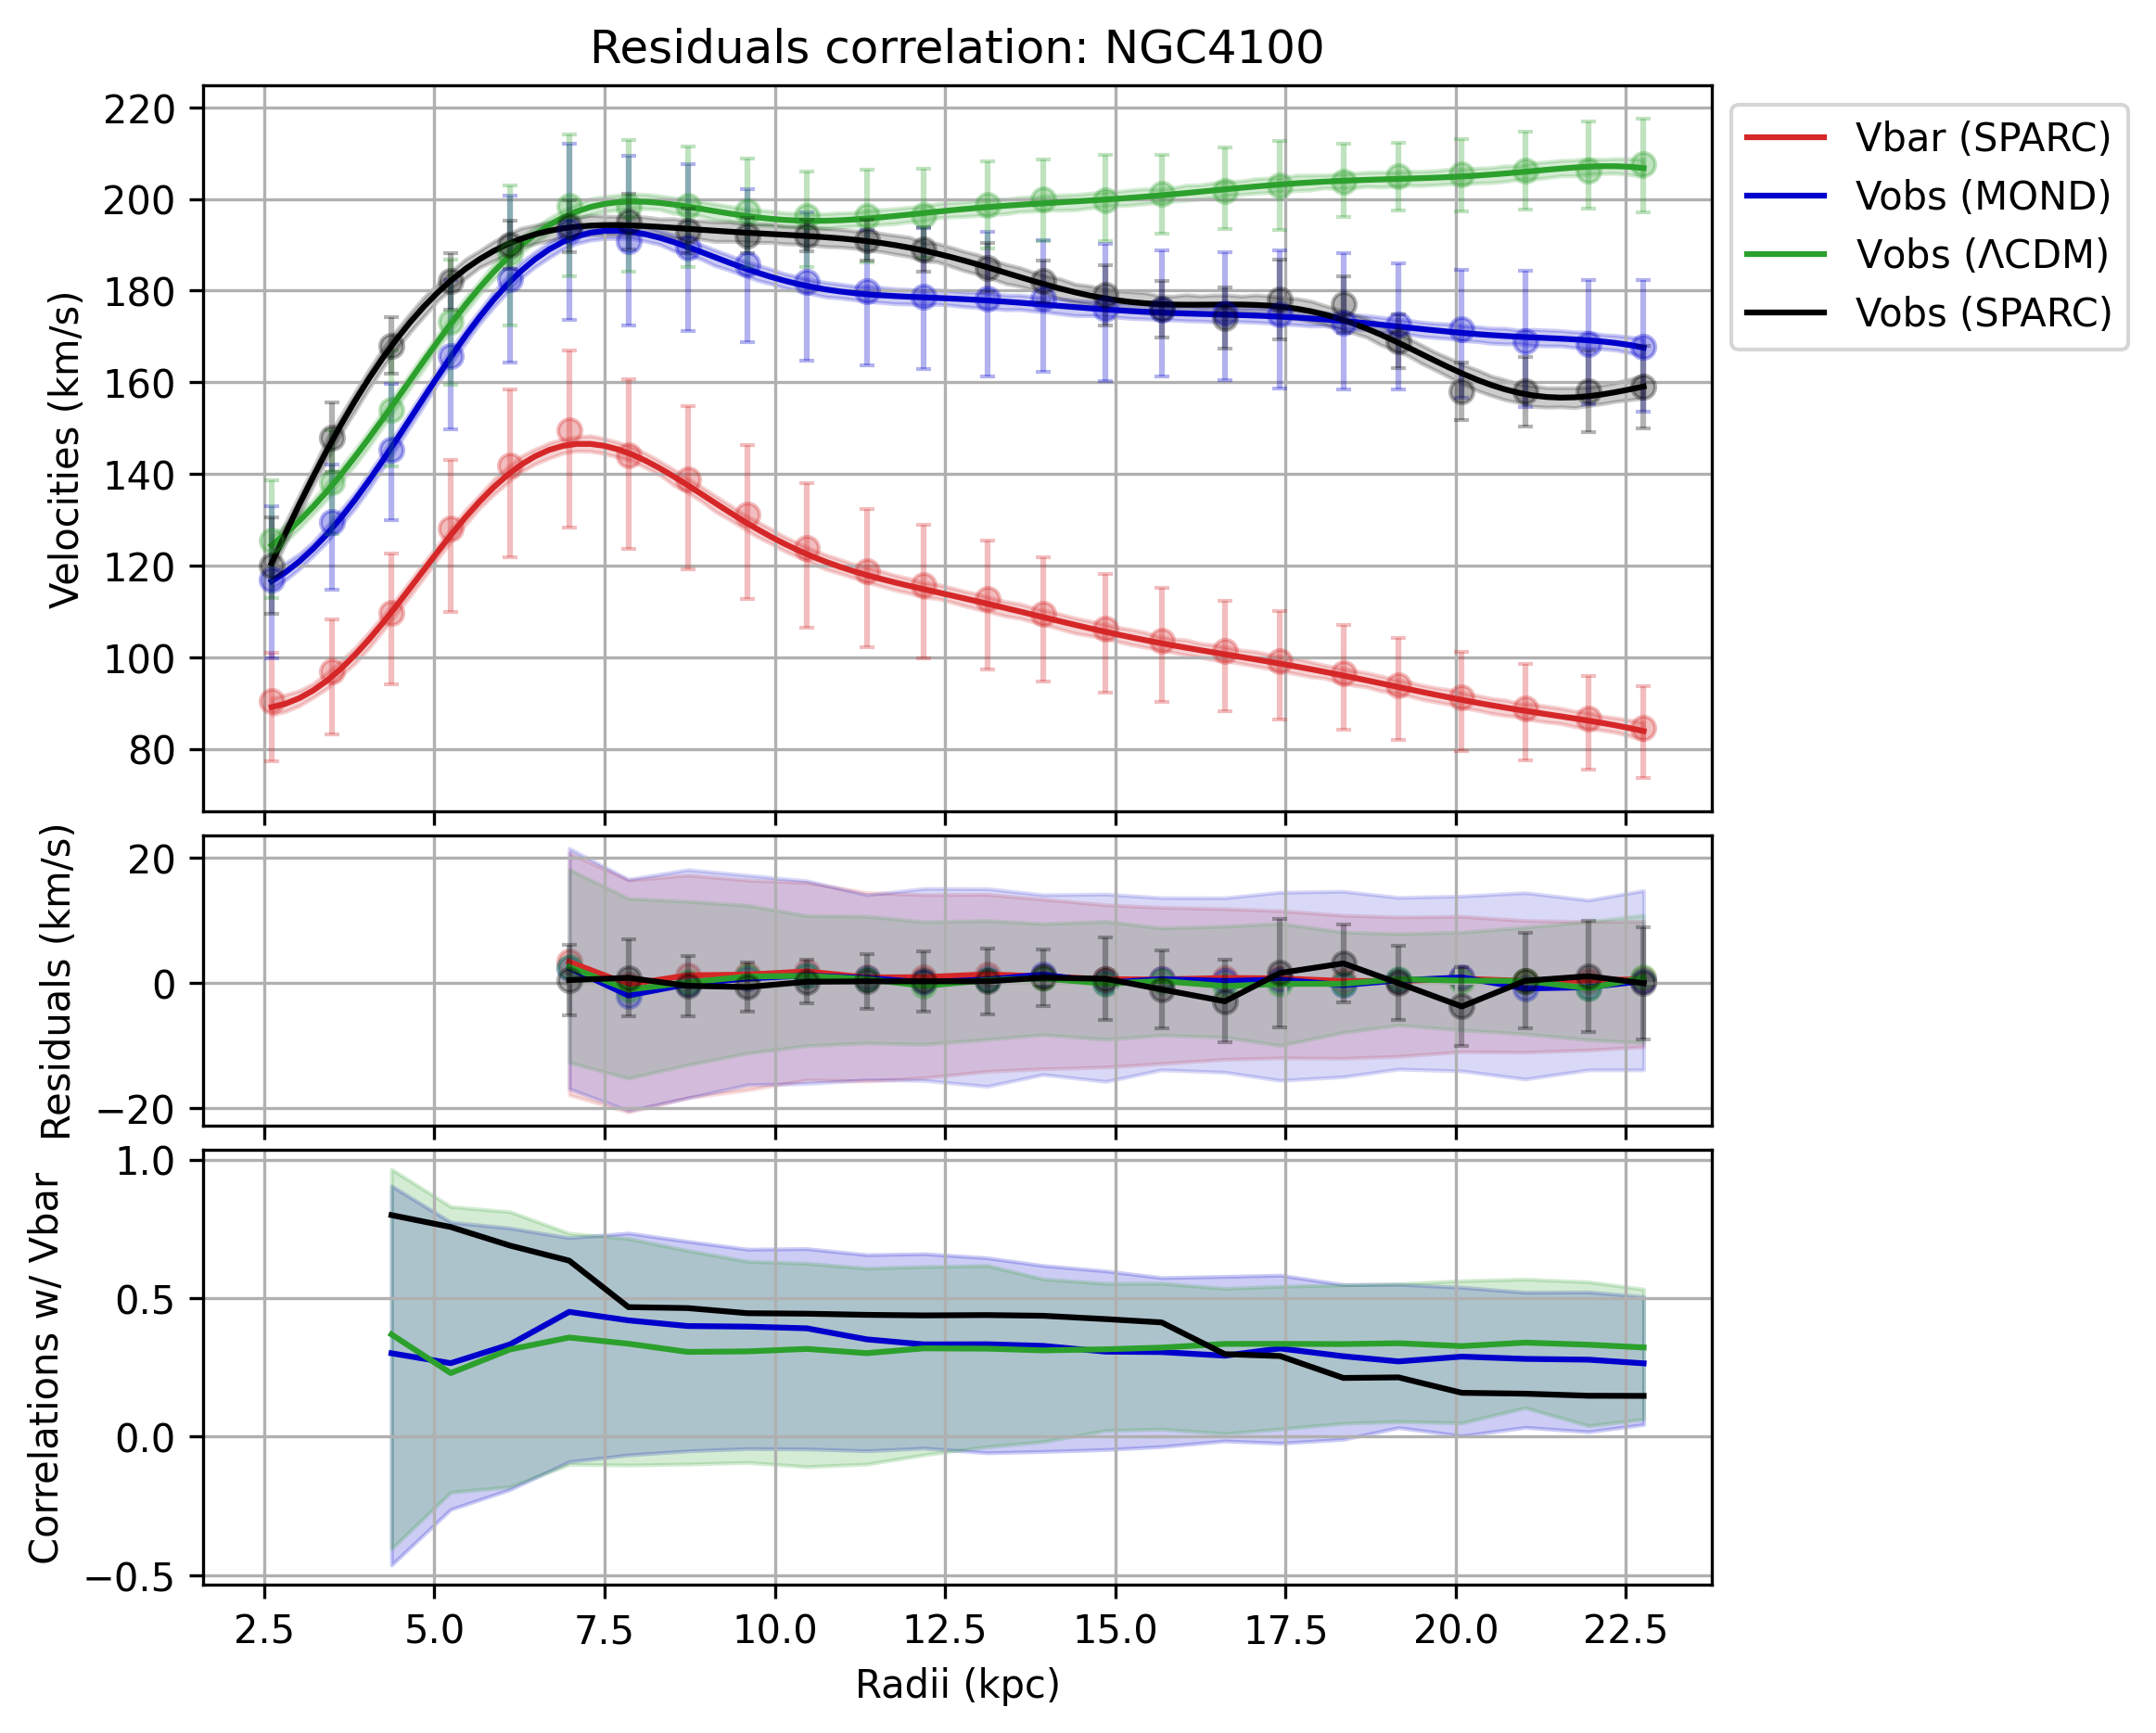 Residuals correlation: NGC4100
Velocities (km/s)
220
200
180
160
140
120
100
80
Vbar (SPARC)
Vobs (MOND)
Vobs (ΛCDM)
Vobs (SPARC)
Residuals (km/s)
20
0
−20
Correlations w/ Vbar
1.0
0.5
0.0
−0.5
2.5 5.0 7.5 10.0 12.5 15.0 17.5 20.0 22.5
Radii (kpc)